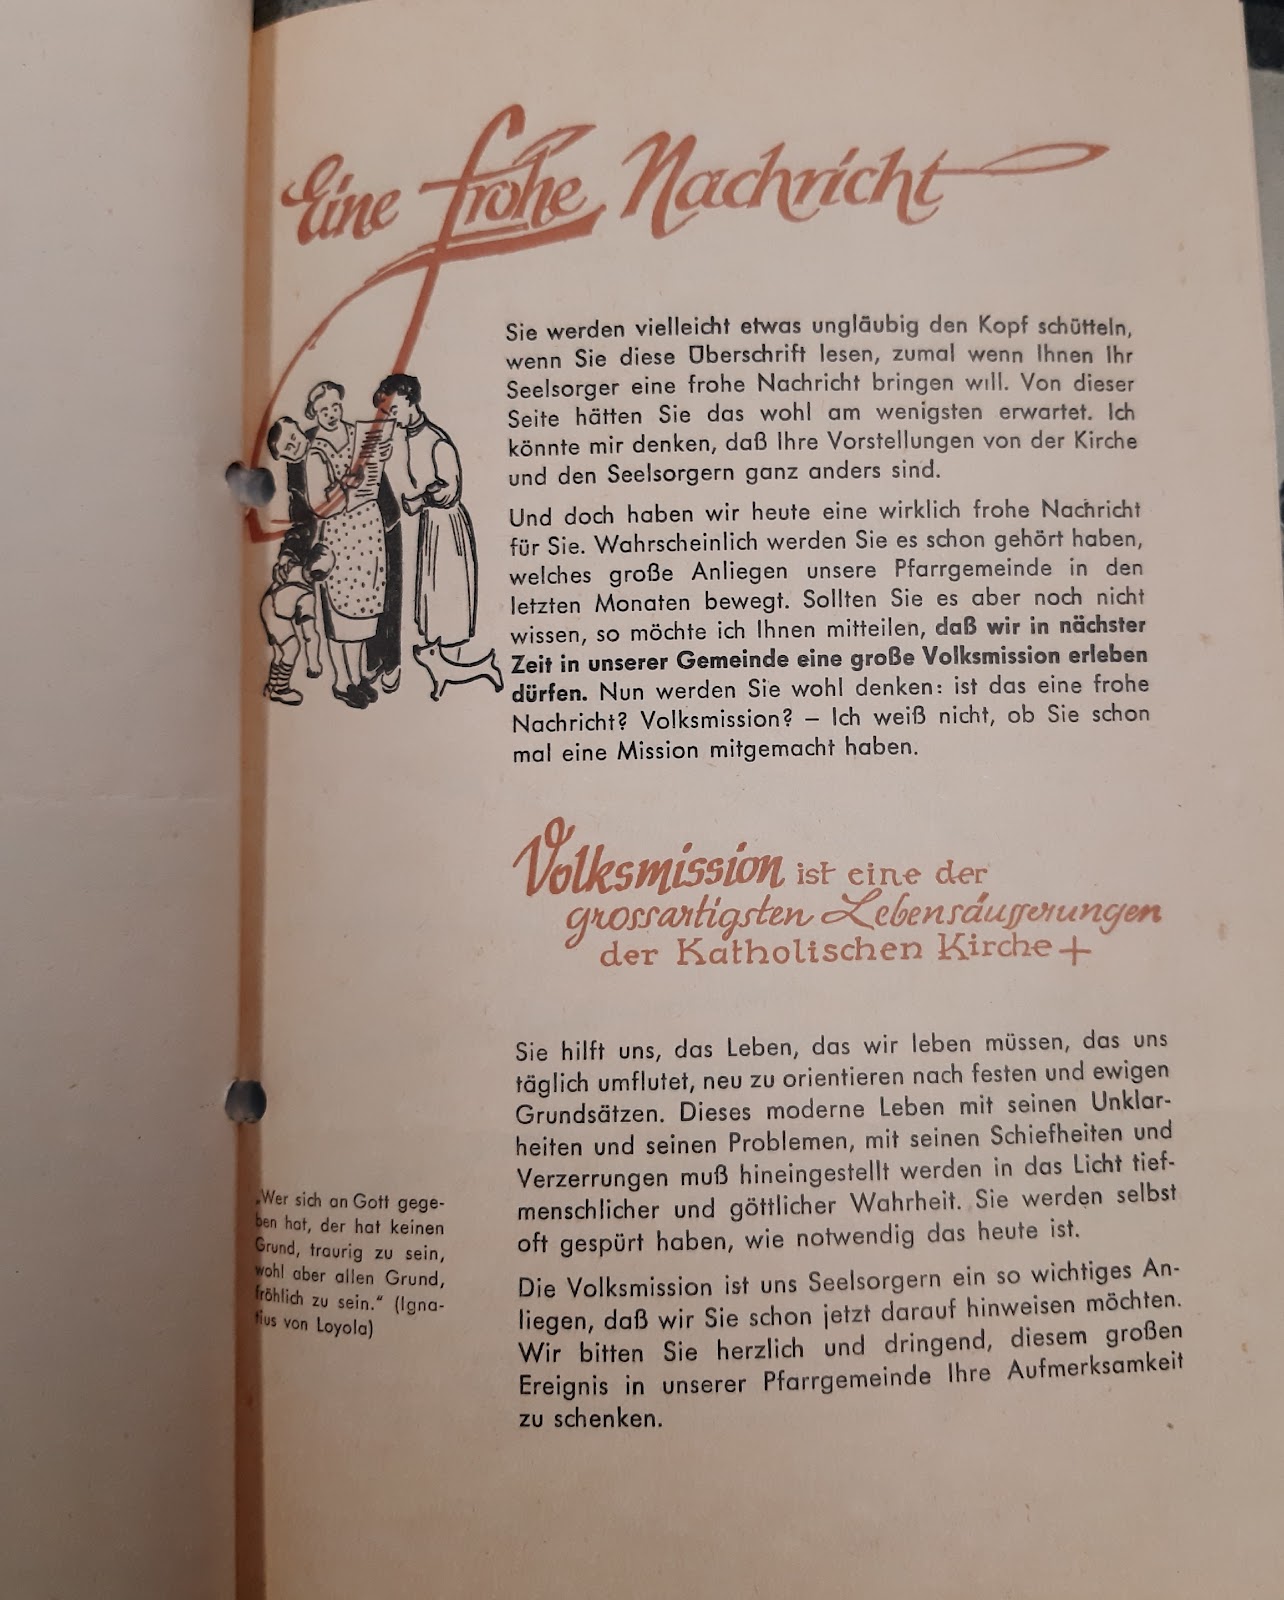 Eine frohe Nachricht
Sie werden vielleicht etwas ungläubig den Kopf schütteln,
wenn Sie diese Überschrift lesen, zumal wenn Ihnen Ihr
Seelsorger eine frohe Nachricht bringen will. Von dieser
Seite hätten Sie das wohl am wenigsten erwartet. Ich
könnte mir denken, daß Ihre Vorstellungen von der Kirche
und den Seelsorgern ganz anders sind.
Und doch haben wir heute eine wirklich frohe Nachricht
für Sie. Wahrscheinlich werden Sie es schon gehört haben,
welches große Anliegen unsere Pfarrgemeinde in den
letzten Monaten bewegt. Sollten Sie es aber noch nicht
wissen, so möchte ich Ihnen mitteilen, daß wir in nächster
Zeit in unserer Gemeinde eine große Volksmission erleben
dürfen. Nun werden Sie wohl denken: ist das eine frohe
Nachricht? Volksmission? – Ich weiß nicht, ob Sie schon
mal eine Mission mitgemacht haben.
Volksmission ist eine der
grossartigsten Lebensäusserungen
der Katholischen Kirche +
Sie hilft uns, das Leben, das wir leben müssen, das uns
täglich umflutet, neu zu orientieren nach festen und ewigen
Grundsätzen. Dieses moderne Leben mit seinen Unklar-
heiten und seinen Problemen, mit seinen Schiefheiten und
Verzerrungen muß hineingestellt werden in das Licht tief-
menschlicher und göttlicher Wahrheit. Sie werden selbst
oft gespürt haben, wie notwendig das heute ist.
Die Volksmission ist uns Seelsorgern ein so wichtiges An-
liegen, daß wir Sie schon jetzt darauf hinweisen möchten.
Wir bitten Sie herzlich und dringend, diesem großen
Ereignis in unserer Pfarrgemeinde Ihre Aufmerksamkeit
zu schenken.
„Wer sich an Gott gege-
ben hat, der hat keinen
Grund, traurig zu sein,
wohl aber allen Grund,
fröhlich zu sein.“ (Igna-
tius von Loyola)